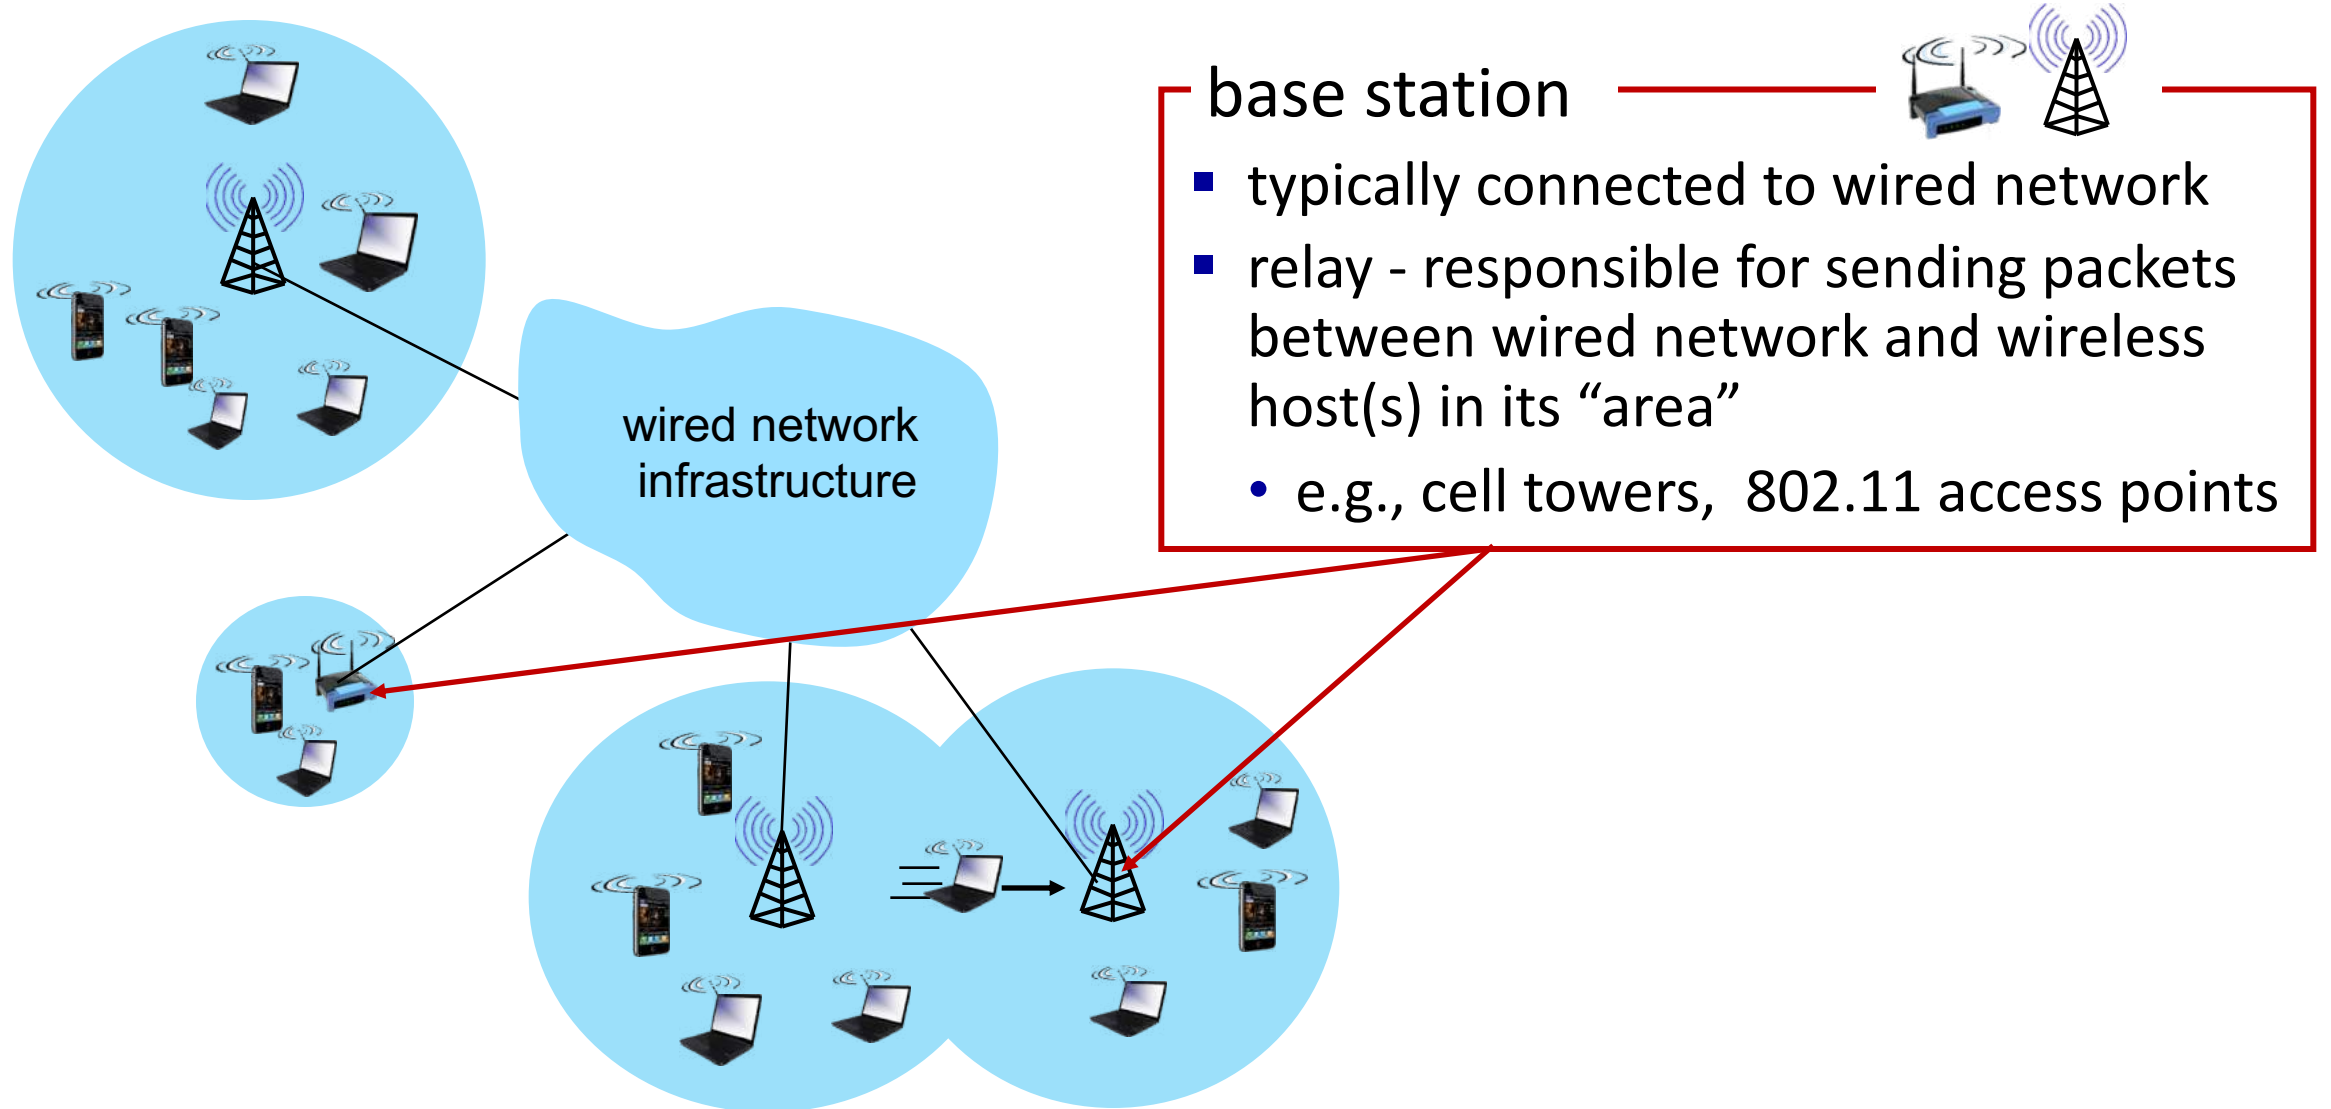 base station
typically connected to wired network
relay - responsible for sending packets
between wired network and wireless
host(s) in its “area”
e.g., cell towers,  802.11 access points
wired network
infrastructure